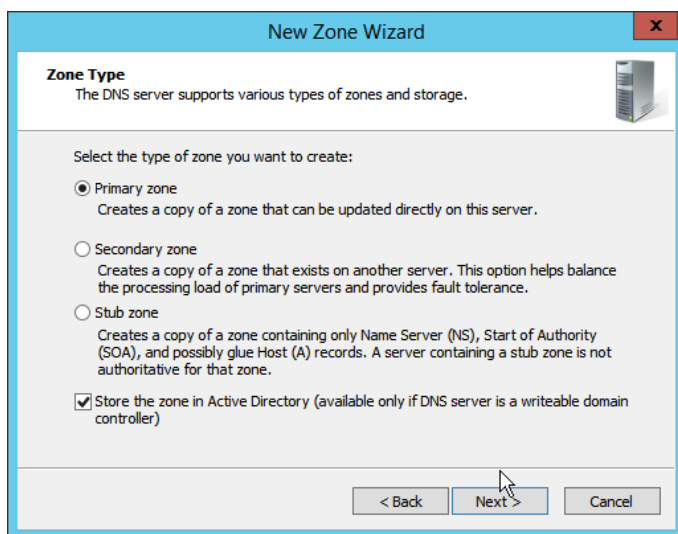 New Zone Wizard
x
Zone Type
The DNS server supports various types of zones and storage.
Select the type of zone you want to create:
Primary zone
Creates a copy of a zone that can be updated directly on this server.
Secondary zone
Creates a copy of a zone that exists on another server. This option helps balance
the processing load of primary servers and provides fault tolerance.
Stub zone
Creates a copy of a zone containing only Name Server (NS), Start of Authority
(SOA), and possibly glue Host (A) records. A server containing a stub zone is not
authoritative for that zone.
Store the zone in Active Directory (available only if DNS server is a writeable domain
controller)
< Back Next > Cancel